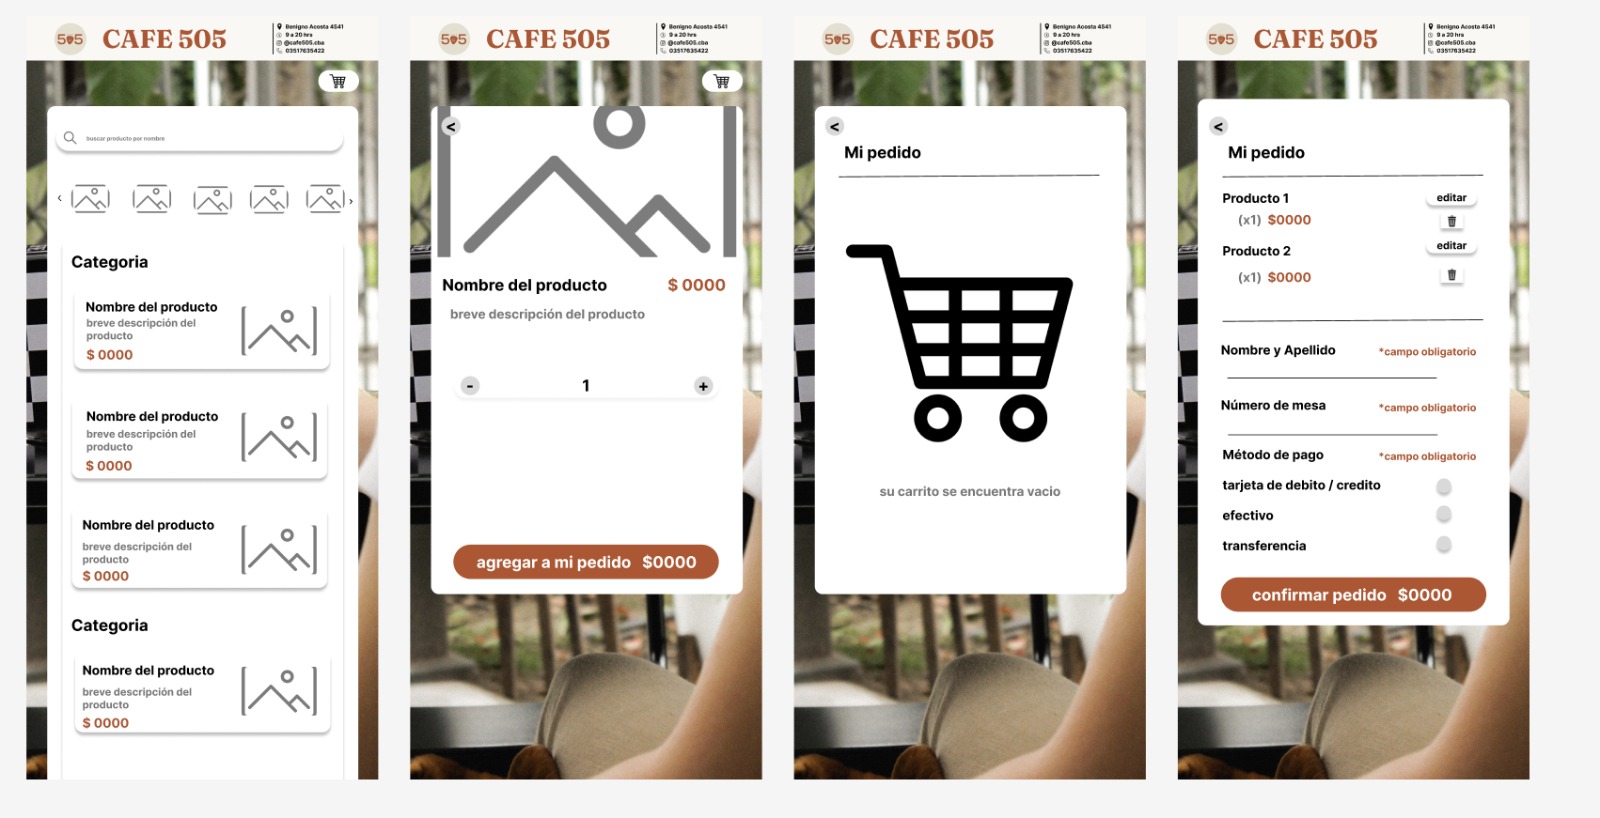 505
CAFE 505
Benigno Acosta 4541
9 a 20 hrs
@cafe505.cba
03517635422
buscar producto por nombre
<
>
Categoria
Nombre del producto
breve descripción del
producto
$ 0000
Nombre del producto
breve descripción del
producto
$ 0000
Nombre del producto
breve descripción del
producto
$ 0000
Categoria
Nombre del producto
breve descripción del
producto
$ 0000
505
CAFE 505
Benigno Acosta 4541
9 a 20 hrs
@cafe505.cba
03517635422
<
Nombre del producto $ 0000
breve descripción del producto
- 1 +
agregar a mi pedido $0000
505
CAFE 505
Benigno Acosta 4541
9 a 20 hrs
@cafe505.cba
03517635422
<
Mi pedido
su carrito se encuentra vacio
505
CAFE 505
Benigno Acosta 4541
9 a 20 hrs
@cafe505.cba
03517635422
<
Mi pedido
Producto 1 editar
(x1) $0000
Producto 2 editar
(x1) $0000
Nombre y Apellido *campo obligatorio
Número de mesa *campo obligatorio
Método de pago *campo obligatorio
tarjeta de debito / credito
efectivo
transferencia
confirmar pedido $0000